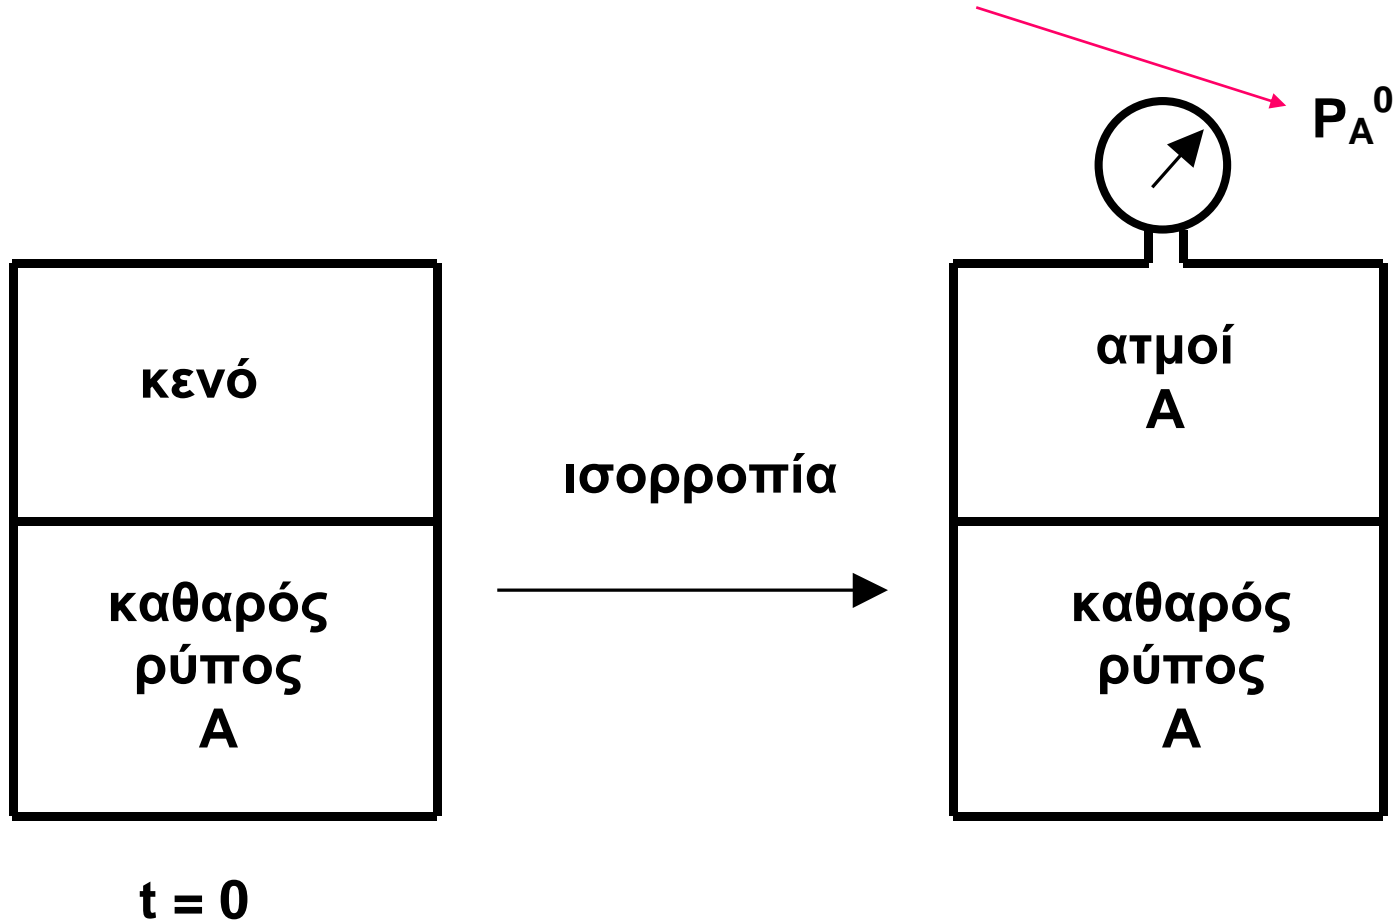 P_A^0
κενό
ατμοί
Α
ισορροπία
καθαρός
ρύπος
Α
καθαρός
ρύπος
Α
t = 0